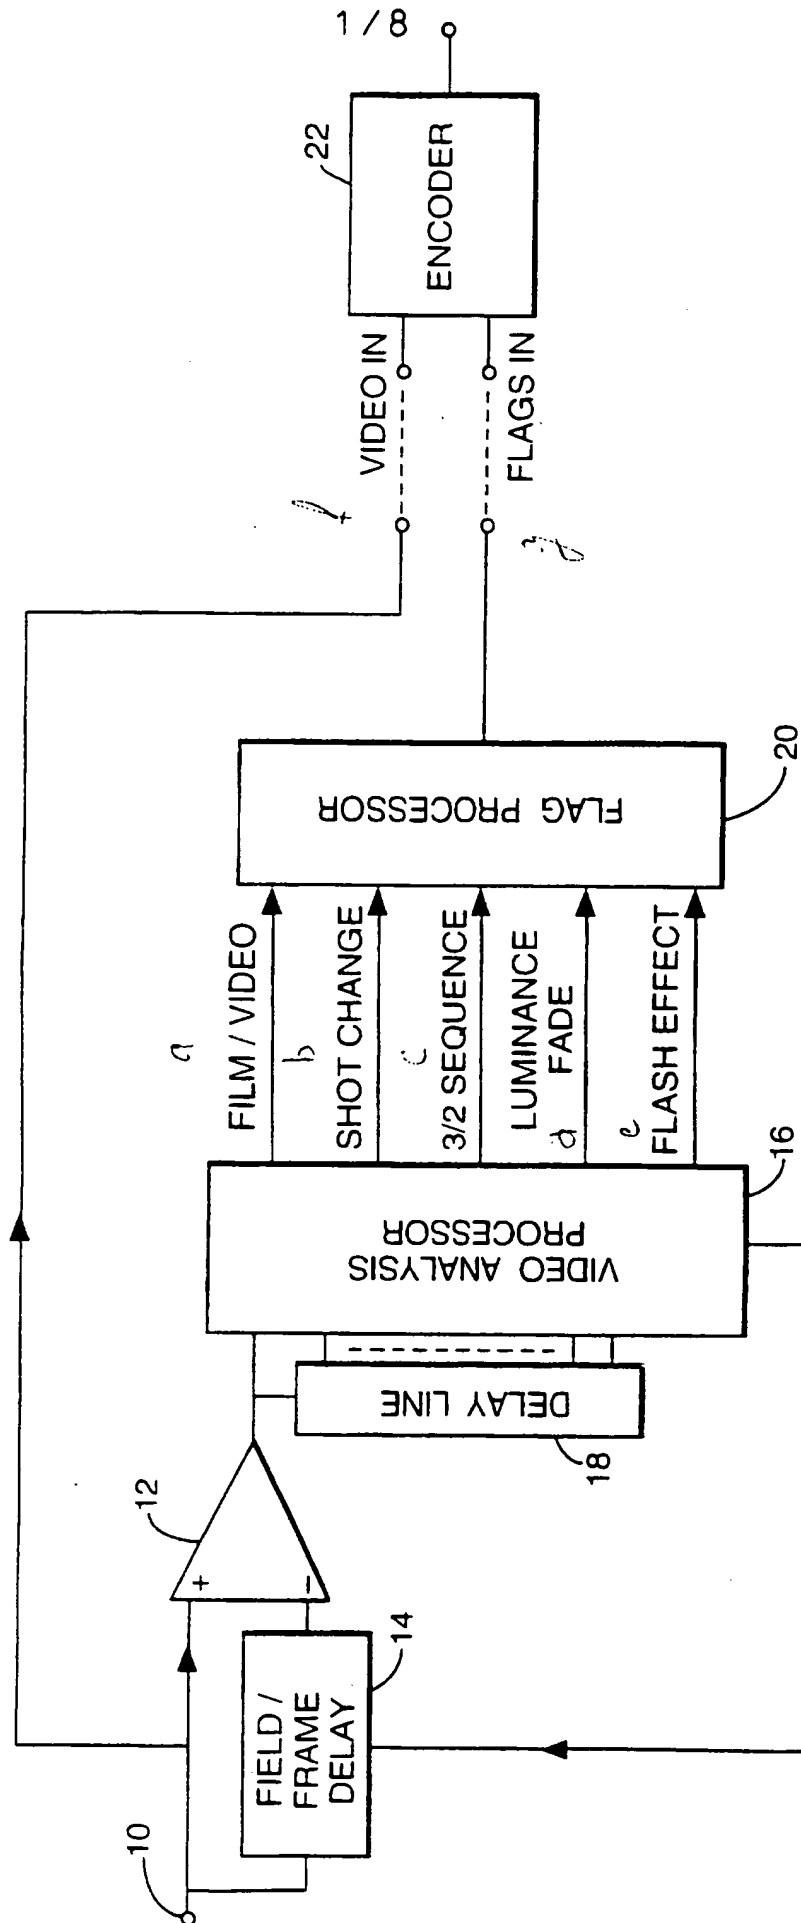 10
FIELD /
FRAME
DELAY
14
+
−
12
DELAY LINE
18
VIDEO ANALYSIS
PROCESSOR
16
a
FILM / VIDEO
b
SHOT CHANGE
c
3/2 SEQUENCE
LUMINANCE
FADE
d
e
FLASH EFFECT
FLAG PROCESSOR
20
VIDEO IN
FLAGS IN
ENCODER
22
1 / 8